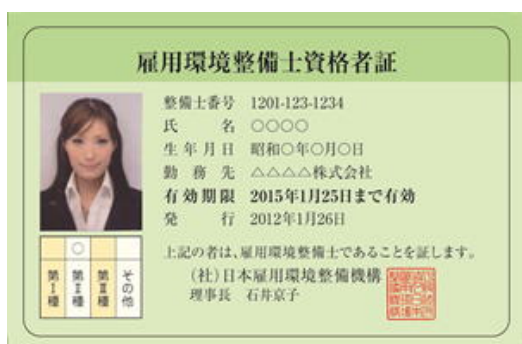 雇用環境整備士資格者証
整備士番号 1201-123-1234
氏 名 ○○○○
生年月日 昭和○年○月○日
勤務先 △△△△株式会社
有効期限 2015年1月25日まで有効
発 行 2012年1月26日
上記の者は、雇用環境整備士であることを証します。
(社)日本雇用環境整備機構
理事長 石井京子
○
第Ⅰ種
第Ⅱ種
第Ⅲ種
その他